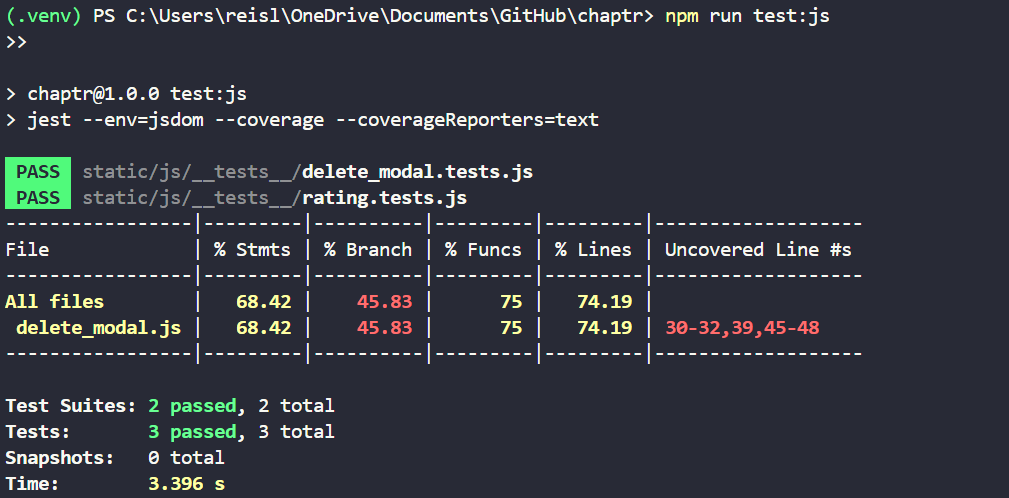 (.venv) PS C:\Users\reisl\OneDrive\Documents\GitHub\chaptr> npm run test:js
>>
> chaptr@1.0.0 test:js
> jest --env=jsdom --coverage --coverageReporters=text
PASS static/js/__tests__/delete_modal.tests.js
PASS static/js/__tests__/rating.tests.js
-----------------|---------|----------|---------|---------|-------------------
File             | % Stmts | % Branch | % Funcs | % Lines | Uncovered Line #s
-----------------|---------|----------|---------|---------|-------------------
All files        |   68.42 |    45.83 |      75 |   74.19 |
 delete_modal.js |   68.42 |    45.83 |      75 |   74.19 | 30-32,39,45-48
-----------------|---------|----------|---------|---------|-------------------
Test Suites: 2 passed, 2 total
Tests:       3 passed, 3 total
Snapshots:   0 total
Time:        3.396 s